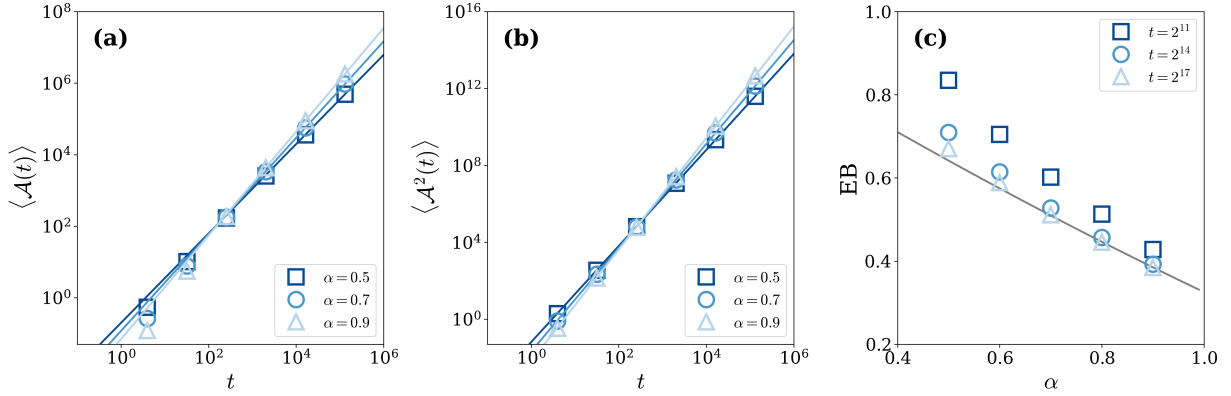 (a)
10^8
10^6
10^4
10^2
10^0
⟨𝒜(t)⟩
α = 0.5
α = 0.7
α = 0.9
10^0 10^2 10^4 10^6
t
(b)
10^16
10^12
10^8
10^4
10^0
⟨𝒜^2(t)⟩
α = 0.5
α = 0.7
α = 0.9
10^0 10^2 10^4 10^6
t
(c)
1.0
0.8
0.6
0.4
0.2
EB
t = 2^11
t = 2^14
t = 2^17
0.4 0.6 0.8 1.0
α